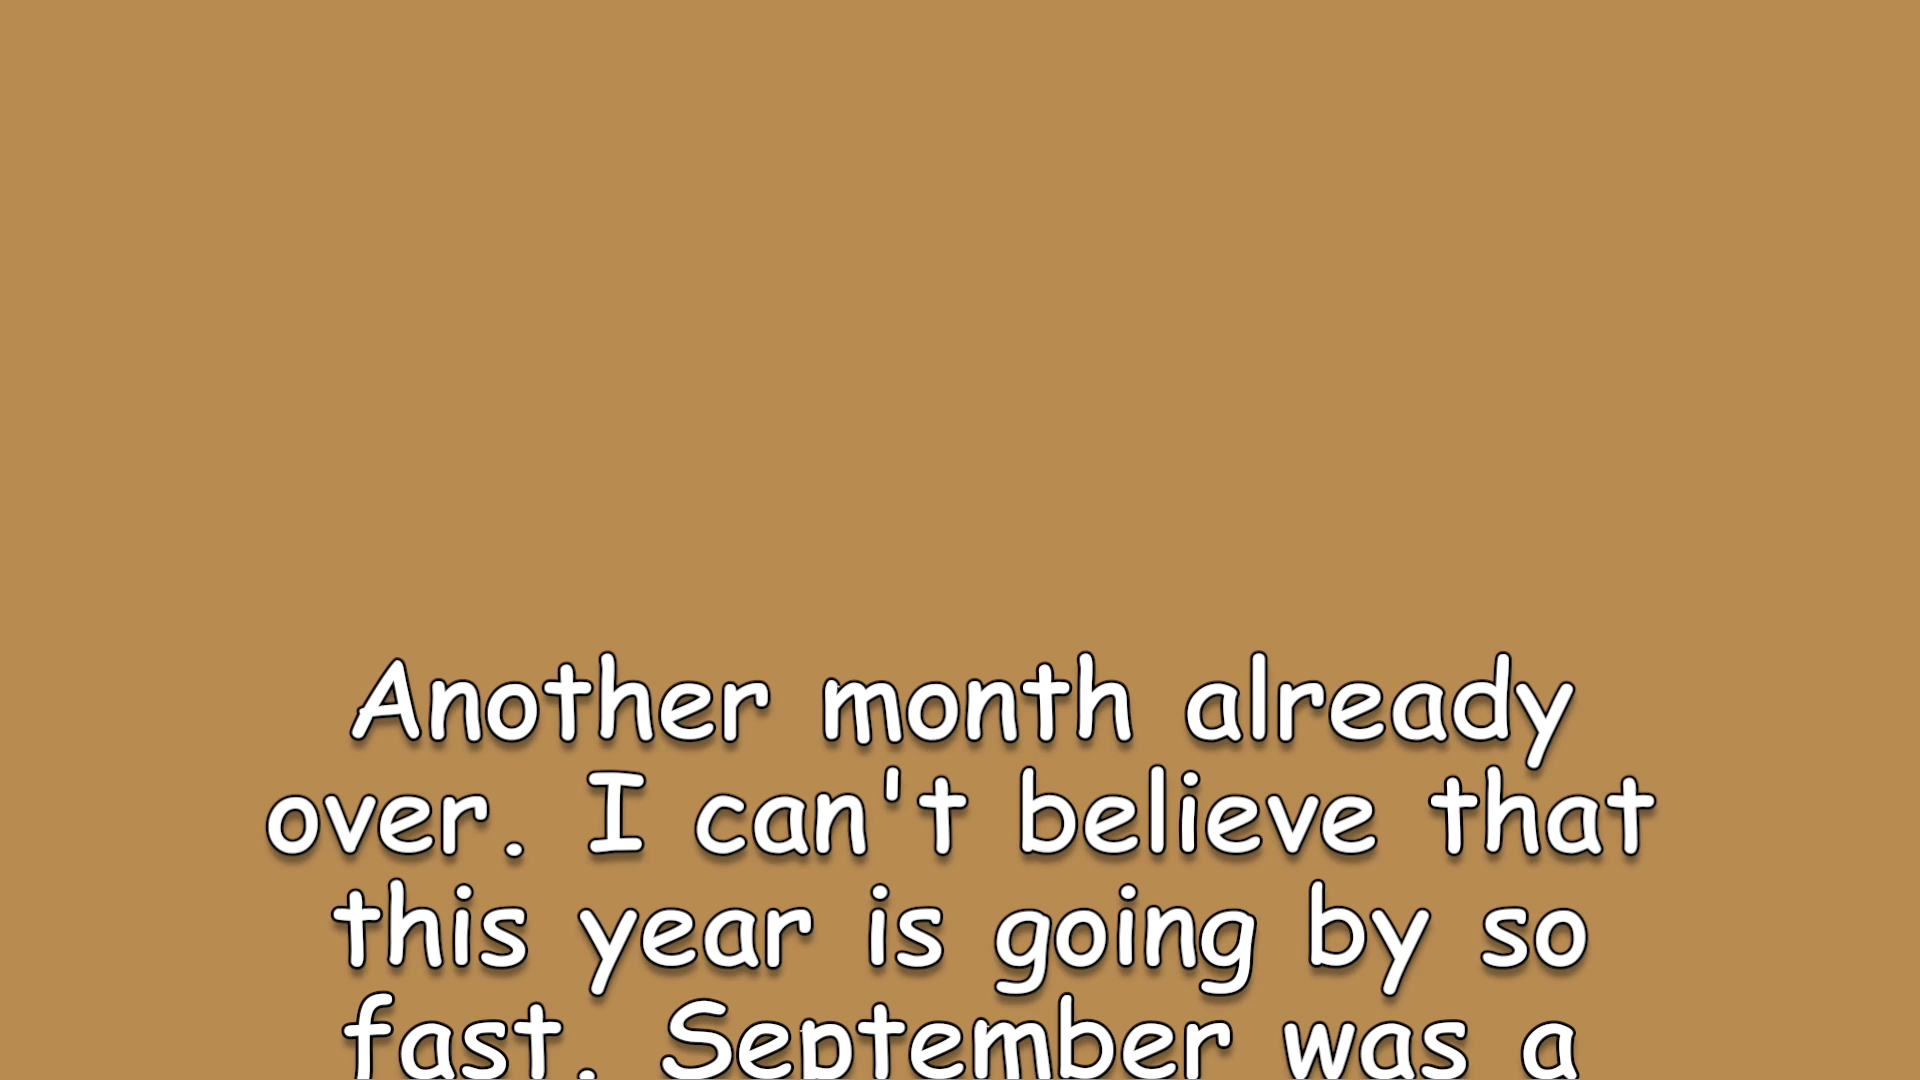 Another month already
over. I can't believe that
this year is going by so
fast. September was a